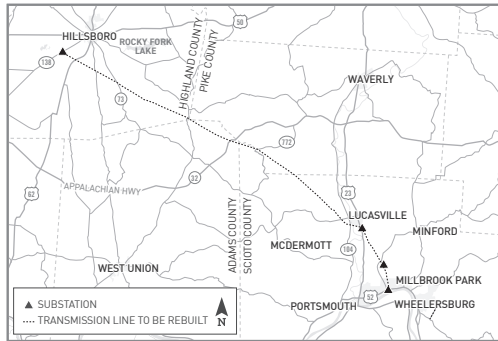 50
HILLSBORO
ROCKY FORK
LAKE
138
HIGHLAND COUNTY
PIKE COUNTY
WAVERLY
73
772
32
APPALACHIAN HWY
62
23
LUCASVILLE
ADAMS COUNTY
SCIOTO COUNTY
MCDERMOTT
104
MINFORD
WEST UNION
MILLBROOK PARK
52
PORTSMOUTH
WHEELERSBURG
SUBSTATION
TRANSMISSION LINE TO BE REBUILT
N